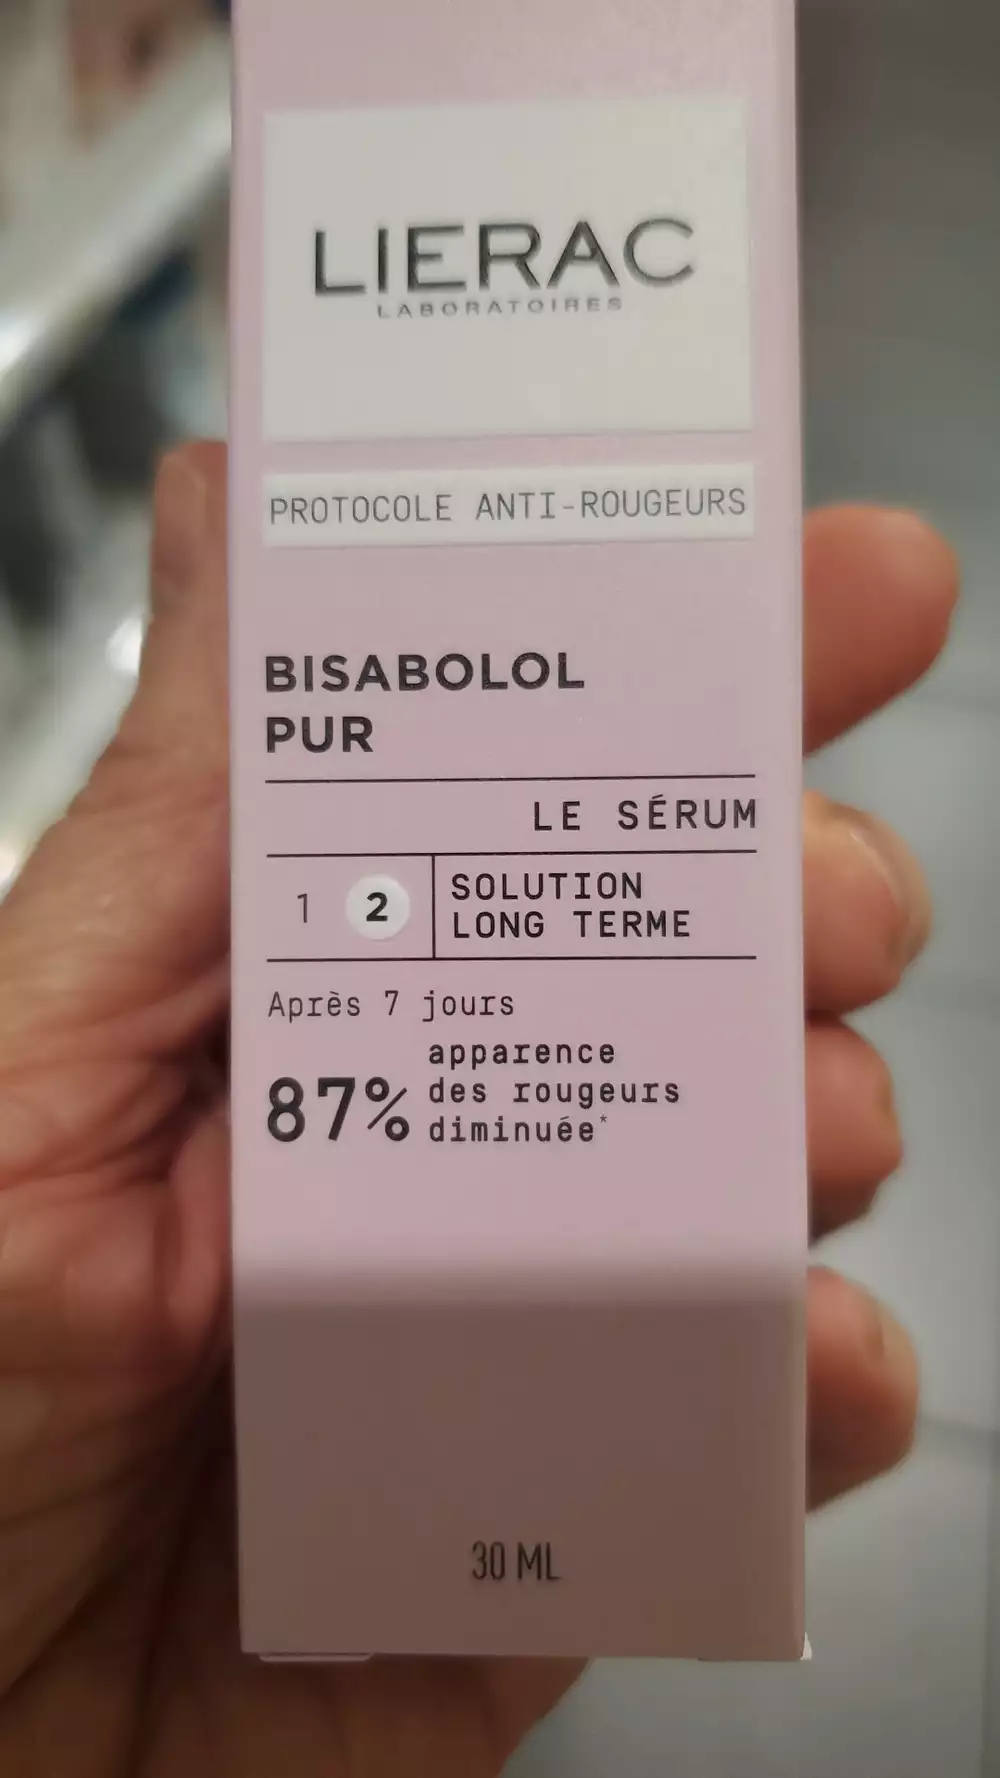 LIERAC
LABORATOIRES
PROTOCOLE ANTI-ROUGEURS
BISABOLOL
PUR
LE SÉRUM
1 2 SOLUTION
LONG TERME
Après 7 jours
87% apparence
des rougeurs
diminuée*
30 ML